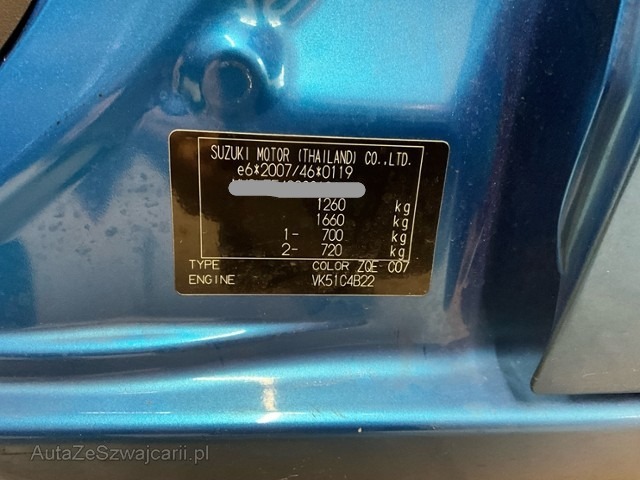 SUZUKI MOTOR (THAILAND) CO.,LTD.
e6*2007/46*0119
1260 kg
1660 kg
1- 700 kg
2- 720 kg
TYPE COLOR ZQE C07
ENGINE VK51C4B22
AutaZeSzwajcarii.pl